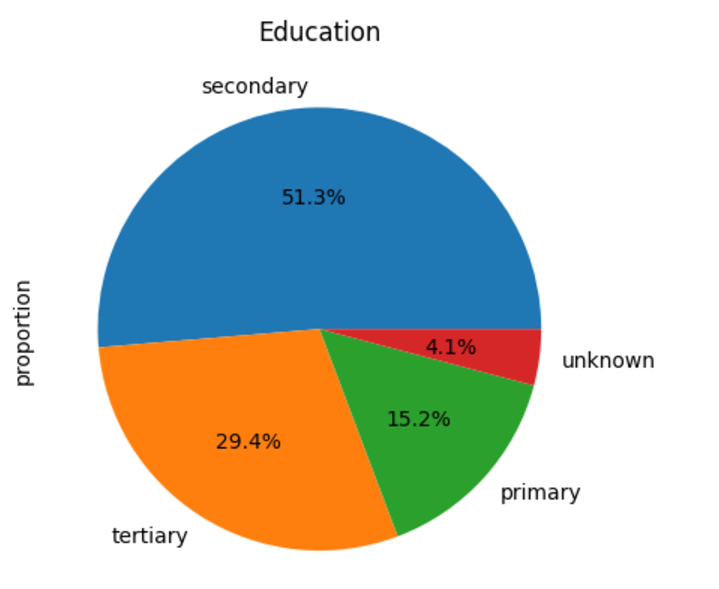 Education
secondary
51.3%
proportion
4.1%
unknown
15.2%
29.4%
primary
tertiary